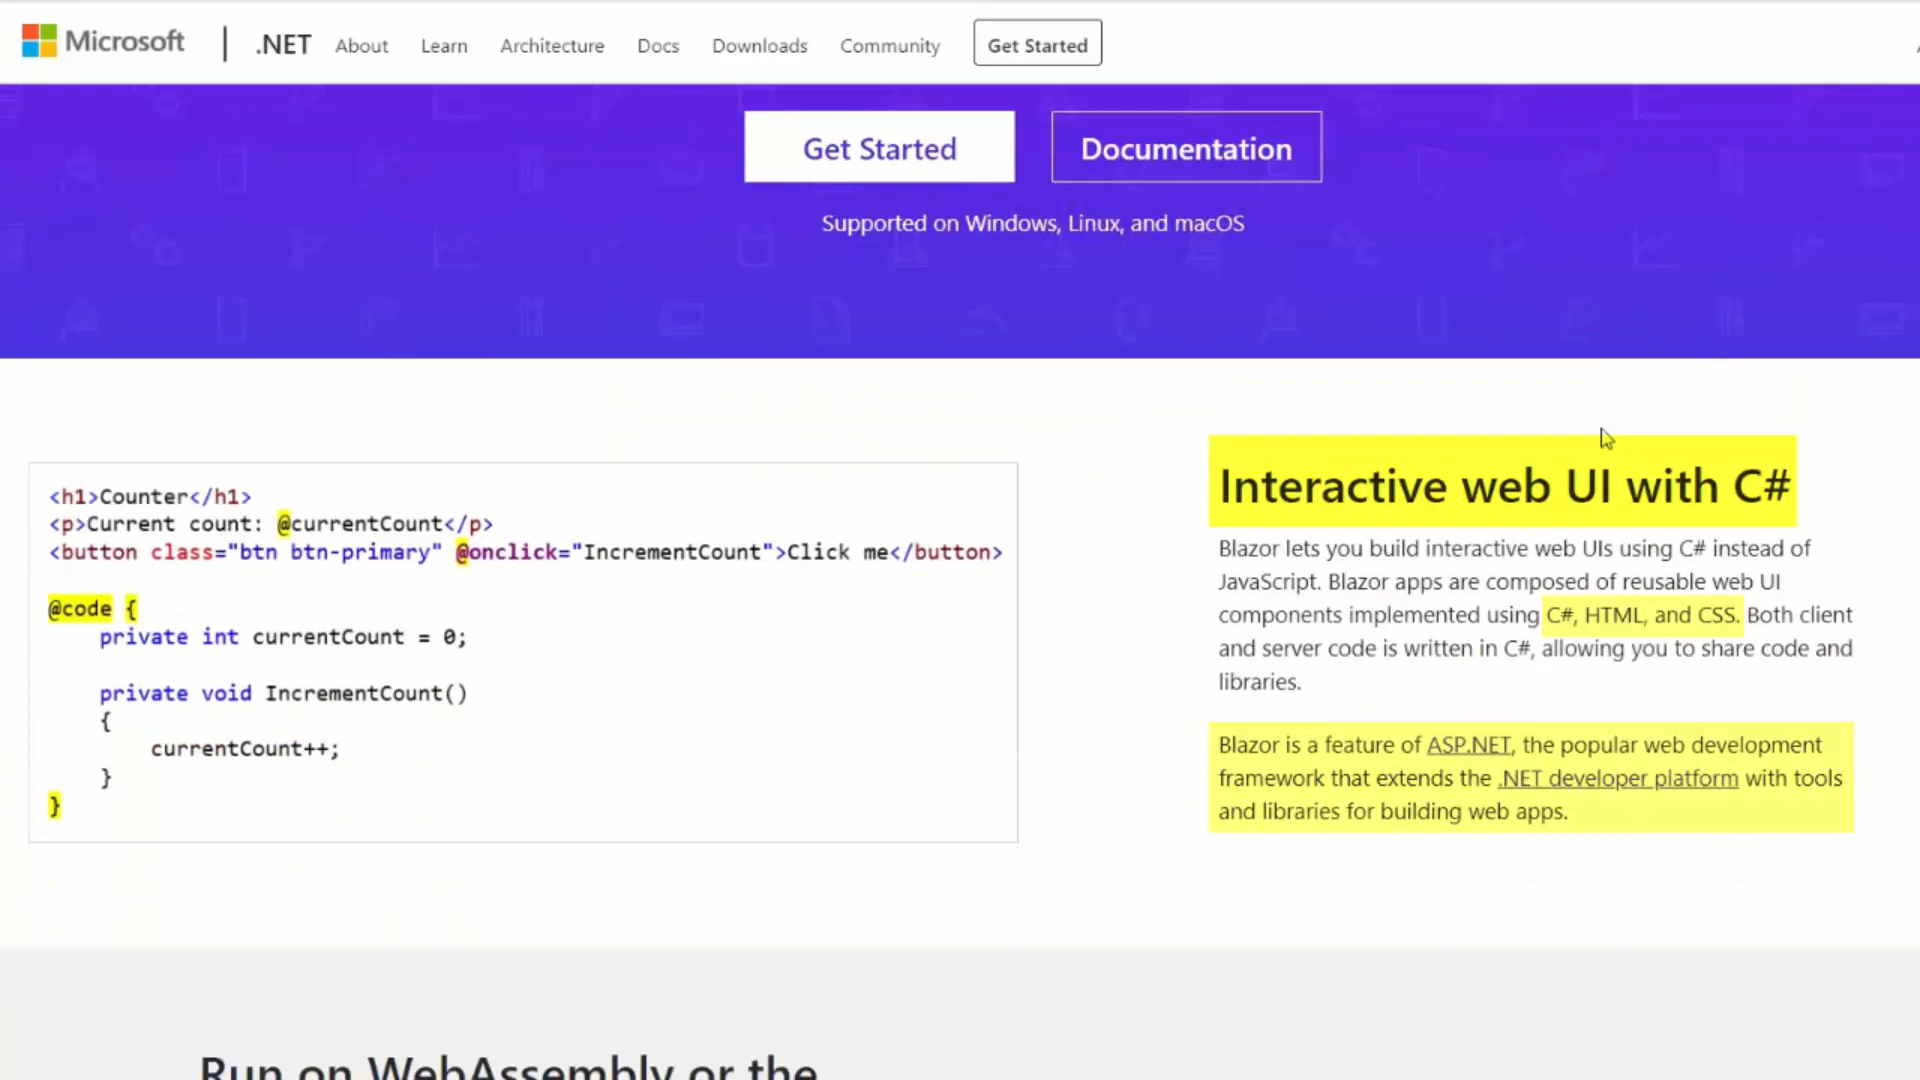 Microsoft | .NET About Learn Architecture Docs Downloads Community Get Started
Get Started Documentation
Supported on Windows, Linux, and macOS
<h1>Counter</h1>
<p>Current count: @currentCount</p>
<button class="btn btn-primary" @onclick="IncrementCount">Click me</button>
@code {
    private int currentCount = 0;
    private void IncrementCount()
    {
        currentCount++;
    }
}
Interactive web UI with C#
Blazor lets you build interactive web UIs using C# instead of
JavaScript. Blazor apps are composed of reusable web UI
components implemented using C#, HTML, and CSS. Both client
and server code is written in C#, allowing you to share code and
libraries.
Blazor is a feature of ASP.NET, the popular web development
framework that extends the .NET developer platform with tools
and libraries for building web apps.
Run on WebAssembly or the